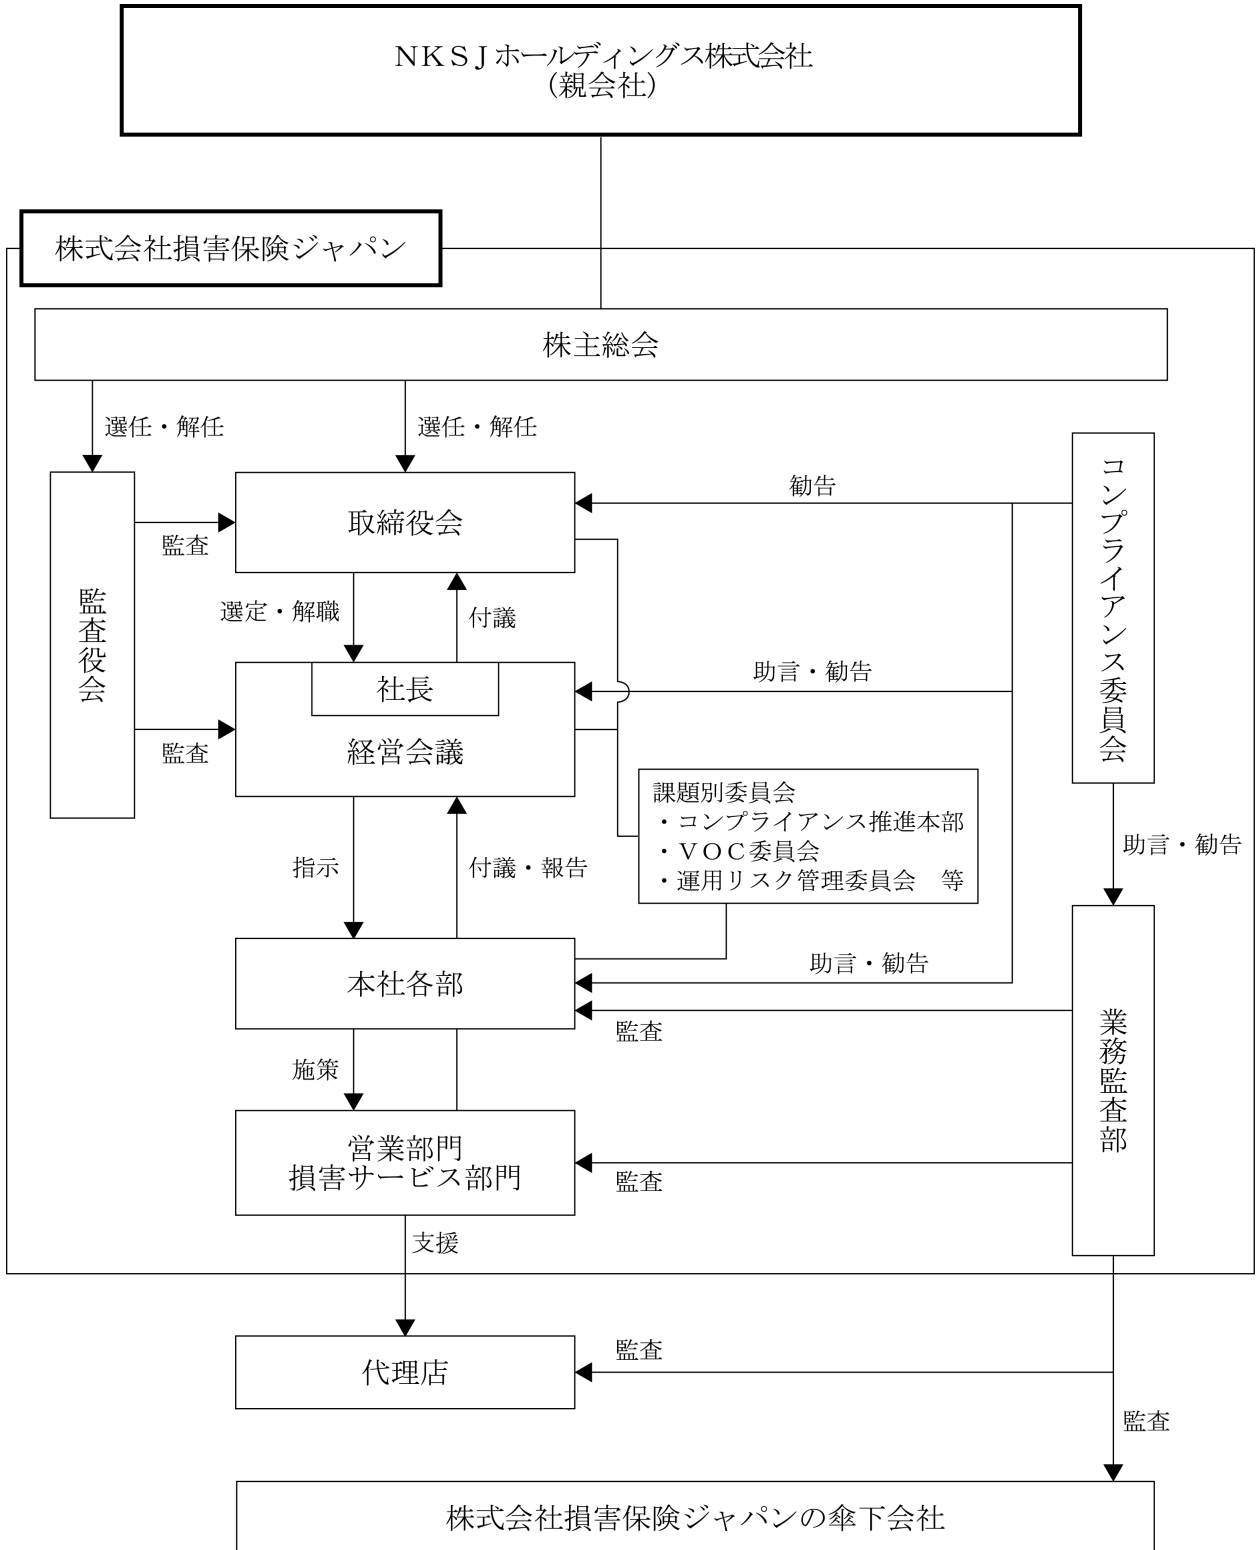 ＮＫＳＪホールディングス株式会社
（親会社）
株式会社損害保険ジャパン
株主総会
選任・解任
選任・解任
コンプライアンス委員会
勧告
取締役会
監査
監査役会
選定・解職
付議
助言・勧告
社長
経営会議
監査
課題別委員会
・コンプライアンス推進本部
・ＶＯＣ委員会
・運用リスク管理委員会　等
助言・勧告
指示
付議・報告
助言・勧告
本社各部
監査
業務監査部
施策
営業部門
損害サービス部門
監査
支援
監査
代理店
監査
株式会社損害保険ジャパンの傘下会社